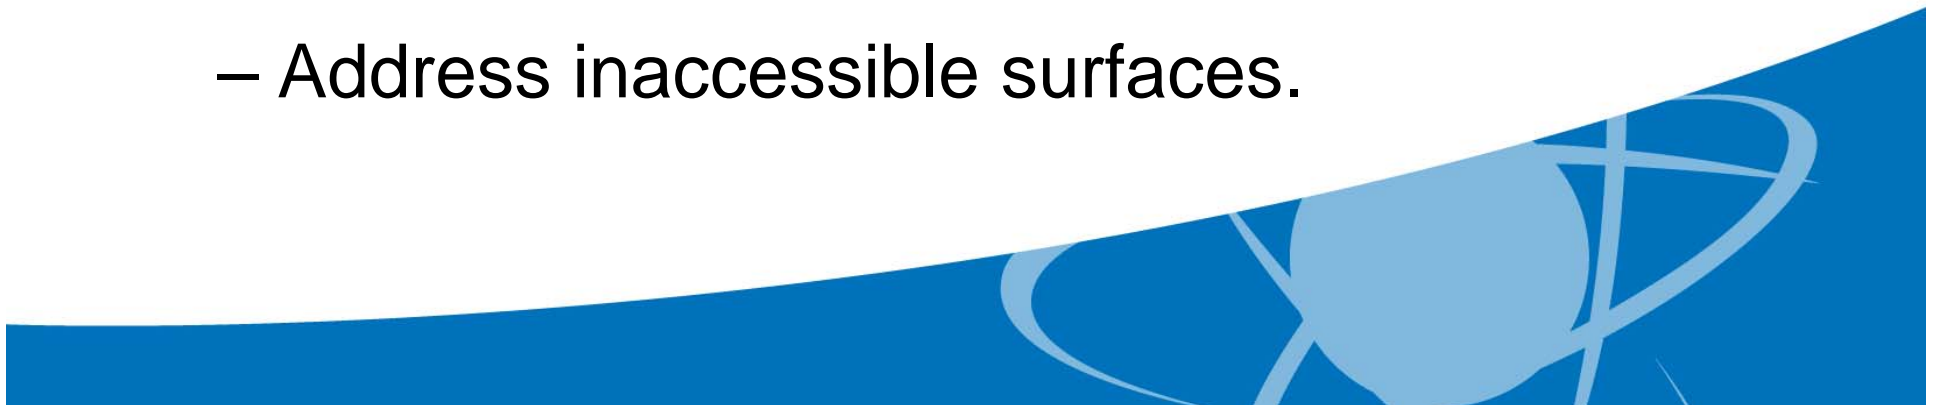 – Address inaccessible surfaces.